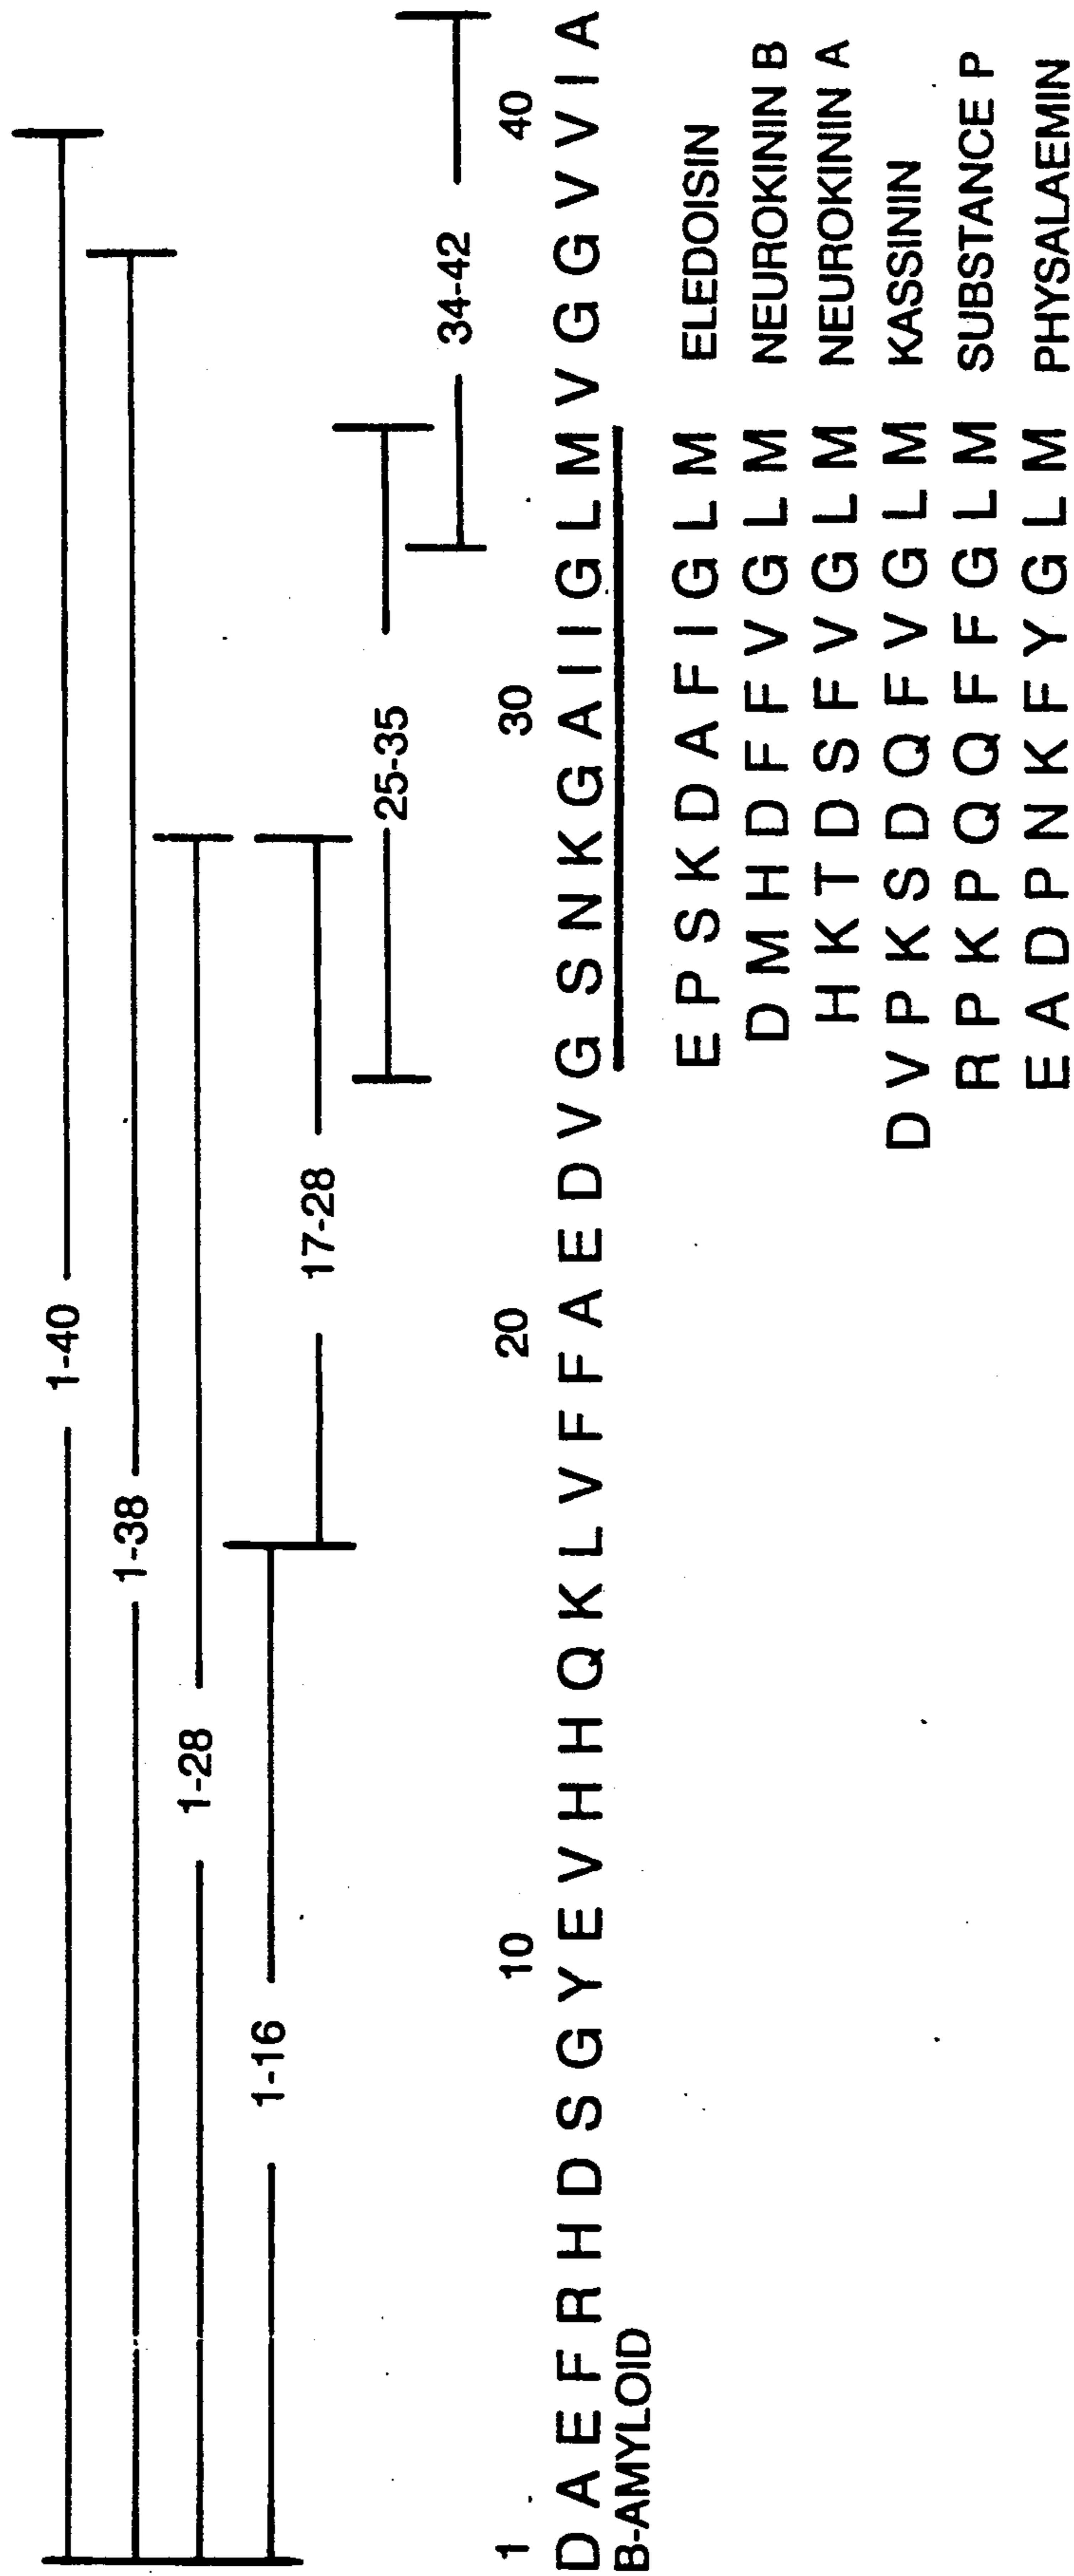 1-40
1-38
1-28
1-16
17-28
25-35
34-42
1 10 20 30 40
D A E F R H D S G Y E V H H Q K L V F F A E D V G S N K G A I I G L M V G G V V I A
B-AMYLOID
E P S K D A F I G L M ELEDOISIN
D M H D F F V G L M NEUROKININ B
H K T D S F V G L M NEUROKININ A
D V P K S D Q F V G L M KASSININ
R P K P Q Q F F G L M SUBSTANCE P
E A D P N K F Y G L M PHYSALAEMIN